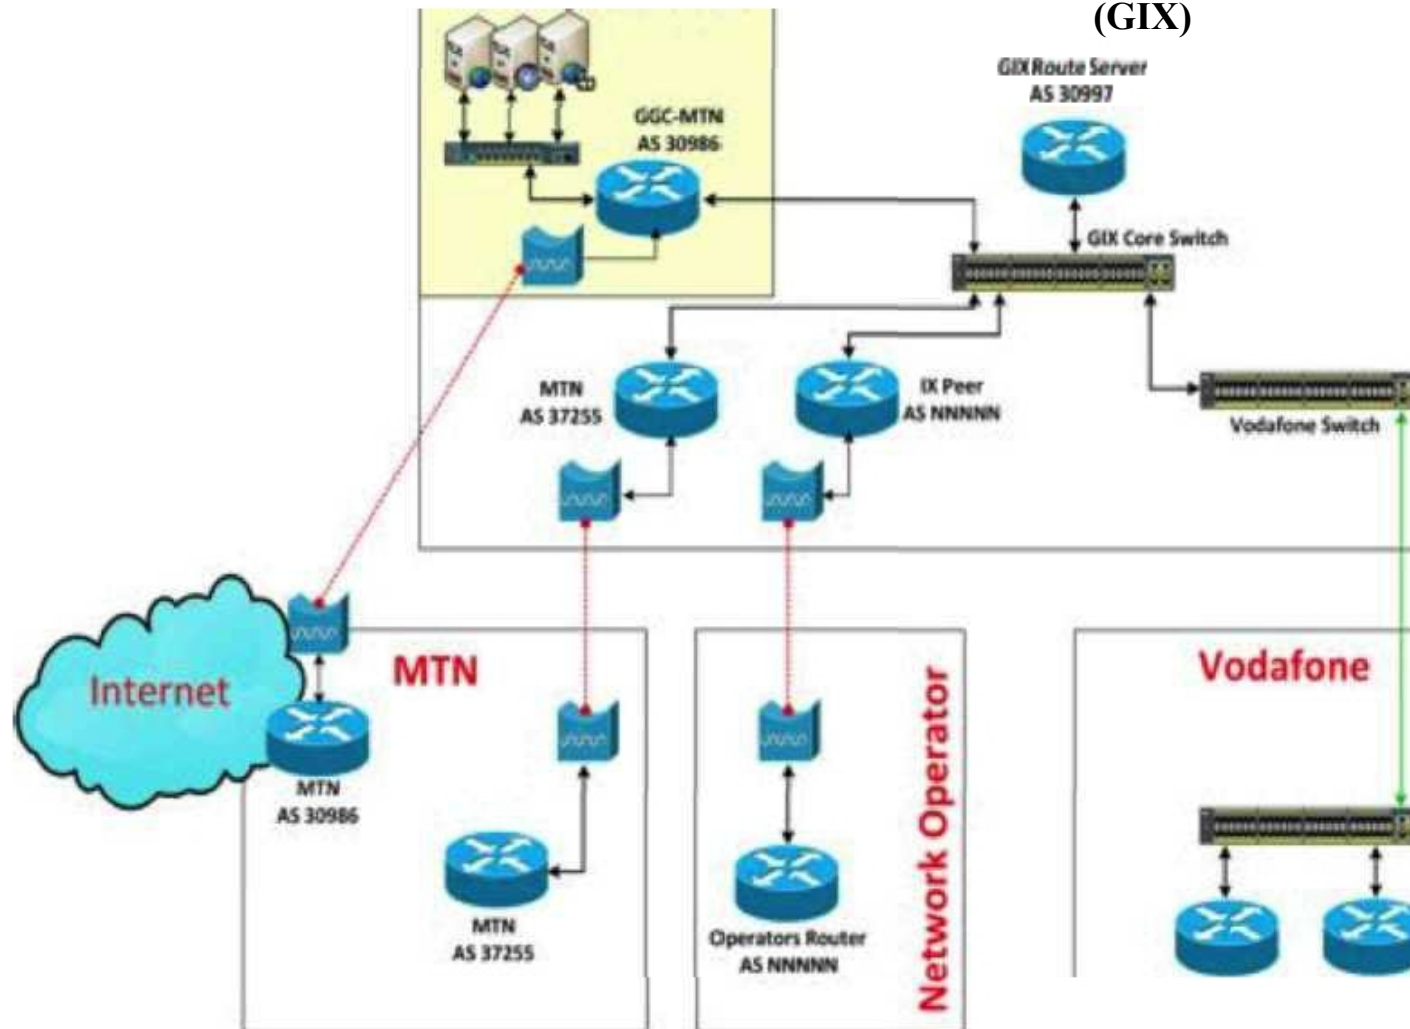 (GIX)
GIX Route Server
AS 30997
GGC-MTN
AS 30986
GIX Core Switch
MTN
AS 37255
IX Peer
AS NNNNN
Vodafone Switch
Internet
MTN
Vodafone
Network Operator
MTN
AS 30986
MTN
AS 37255
Operators Router
AS NNNNN